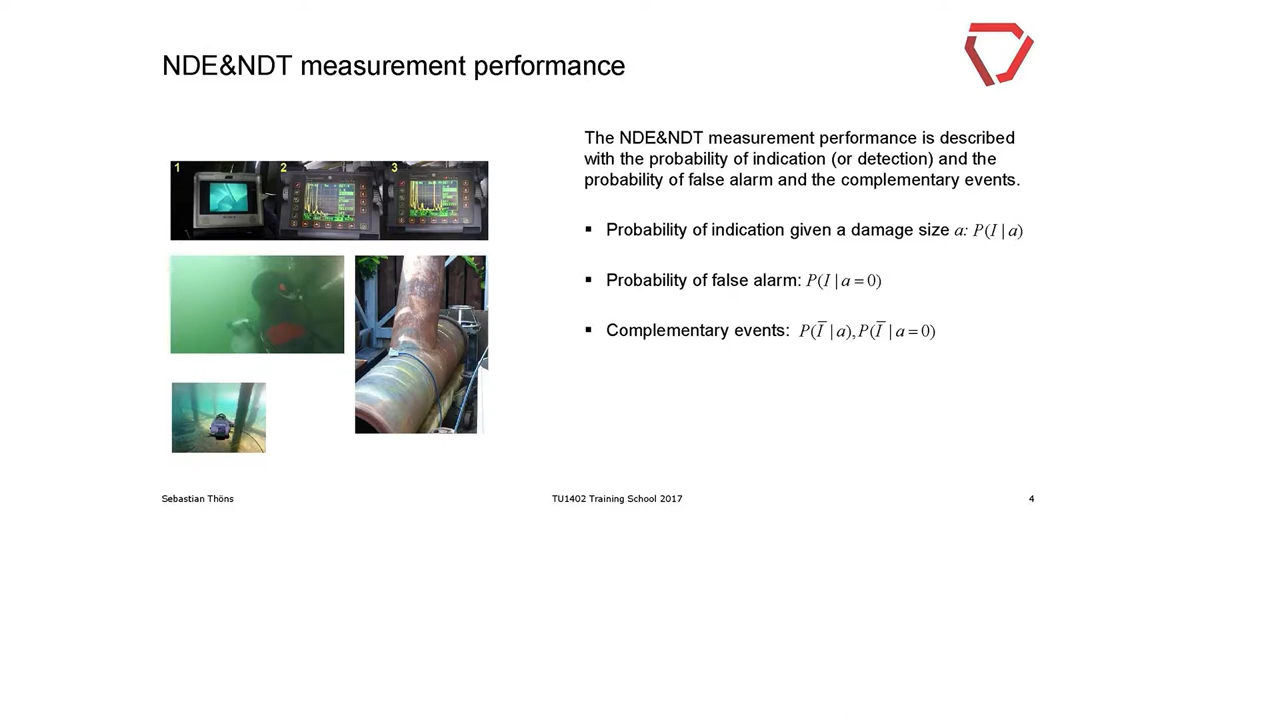 NDE&NDT measurement performance
1 2 3
The NDE&NDT measurement performance is described
with the probability of indication (or detection) and the
probability of false alarm and the complementary events.
▪ Probability of indication given a damage size a: P(I | a)
▪ Probability of false alarm: P(I | a = 0)
▪ Complementary events: P(I̅ | a), P(I̅ | a = 0)
Sebastian Thöns
TU1402 Training School 2017
4